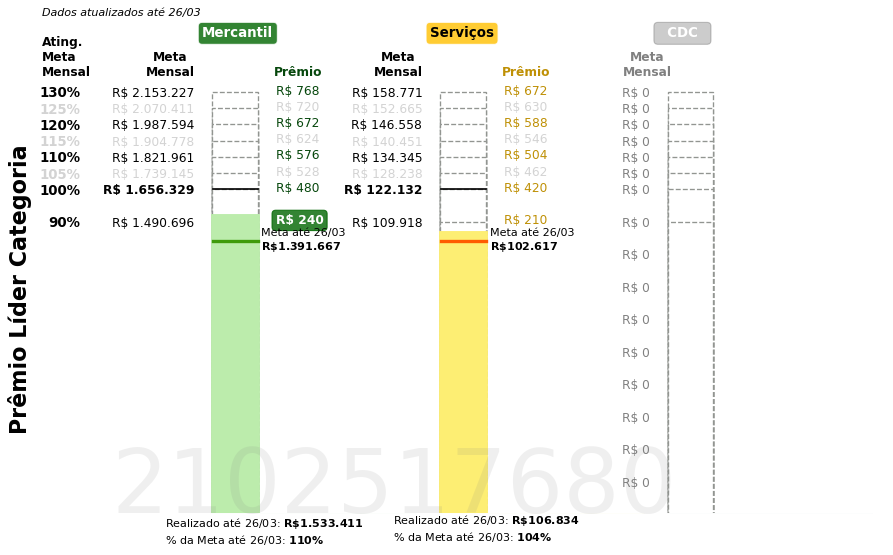 Dados atualizados até 26/03
Mercantil Serviços CDC
Ating.
Meta
Mensal
Meta
Mensal
Prêmio
Meta
Mensal
Prêmio
Meta
Mensal
130% R$ 2.153.227 R$ 768 R$ 158.771 R$ 672 R$ 0
125% R$ 2.070.411 R$ 720 R$ 152.665 R$ 630 R$ 0
120% R$ 1.987.594 R$ 672 R$ 146.558 R$ 588 R$ 0
115% R$ 1.904.778 R$ 624 R$ 140.451 R$ 546 R$ 0
110% R$ 1.821.961 R$ 576 R$ 134.345 R$ 504 R$ 0
105% R$ 1.739.145 R$ 528 R$ 128.238 R$ 462 R$ 0
100% R$ 1.656.329 R$ 480 R$ 122.132 R$ 420 R$ 0
90% R$ 1.490.696 R$ 240 R$ 109.918 R$ 210 R$ 0
Meta até 26/03
R$1.391.667
Meta até 26/03
R$102.617
R$ 0
R$ 0
R$ 0
R$ 0
R$ 0
R$ 0
R$ 0
R$ 0
Prêmio Líder Categoria
2102517680
Realizado até 26/03: R$1.533.411
% da Meta até 26/03: 110%
Realizado até 26/03: R$106.834
% da Meta até 26/03: 104%